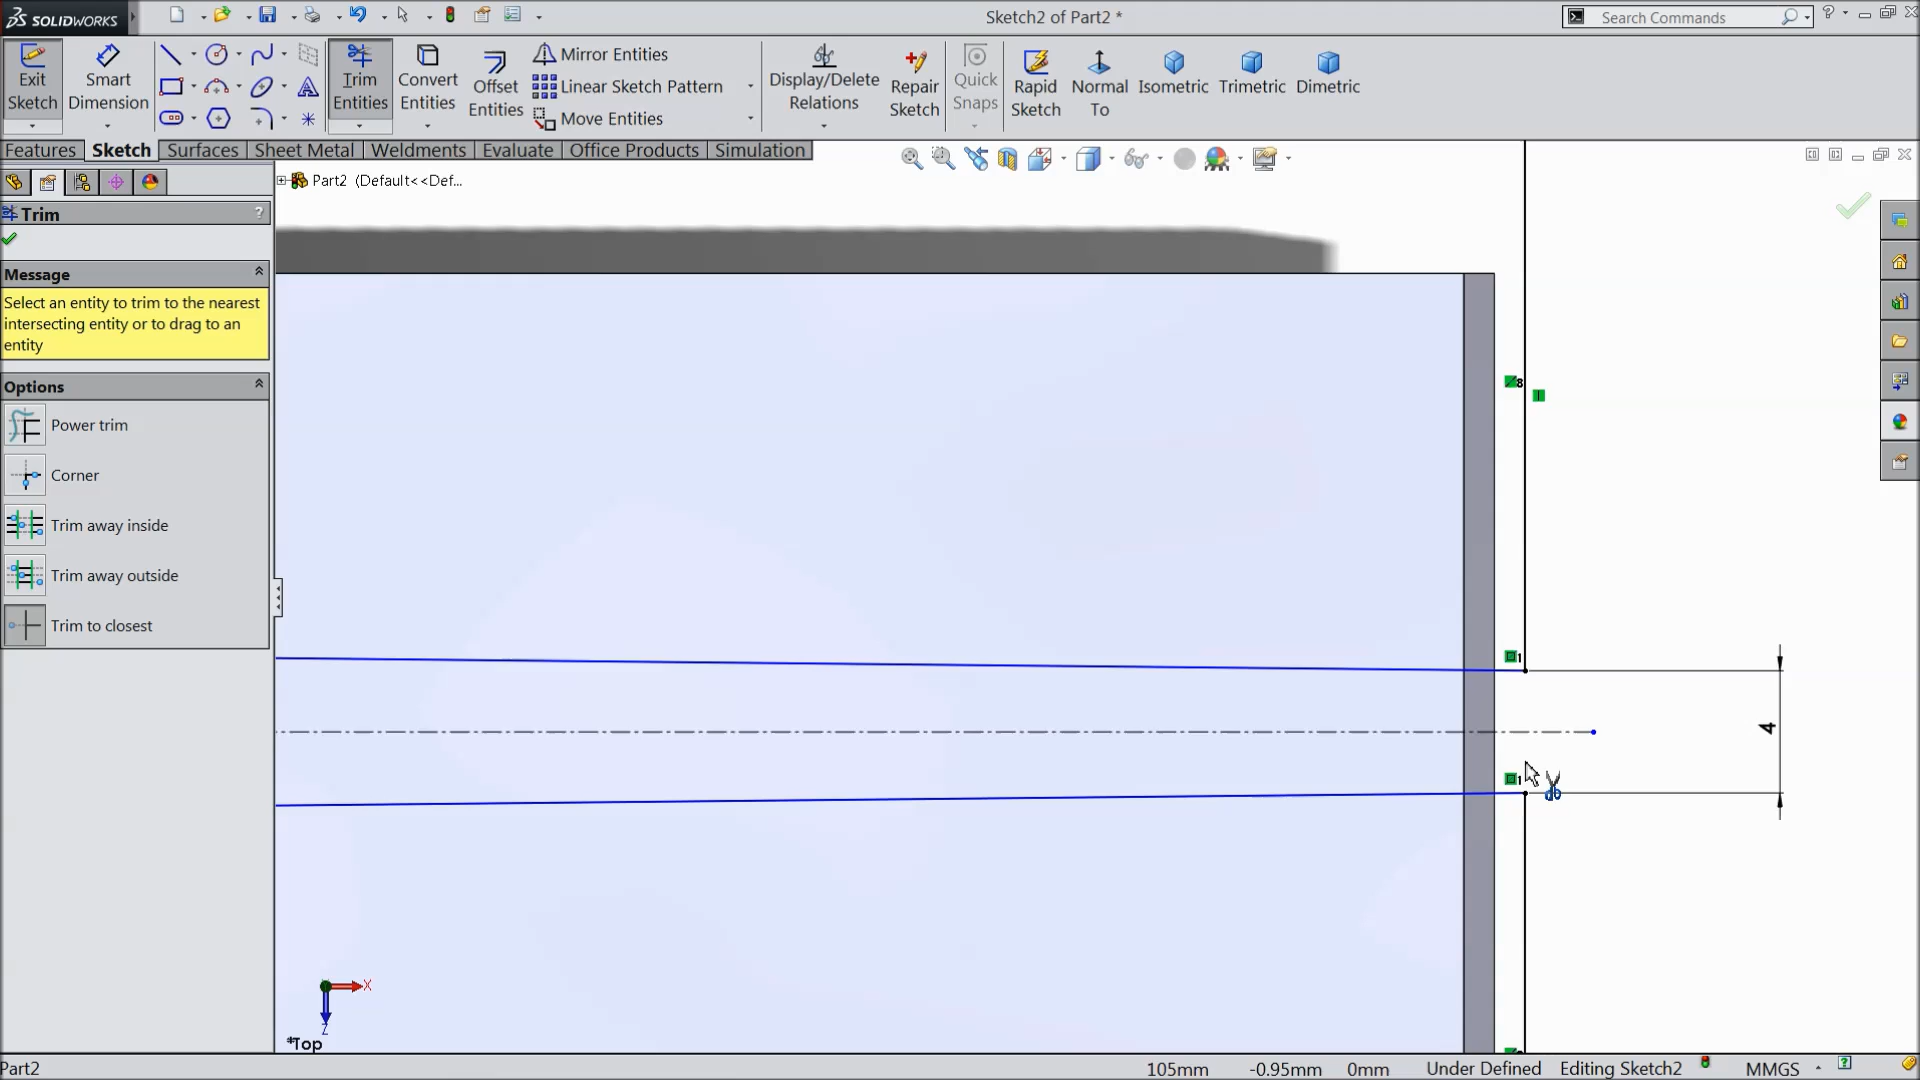 SOLIDWORKS
Sketch2 of Part2 *
Search Commands
?
Exit
Sketch
Smart
Dimension
Trim
Entities
Convert
Entities
Offset
Entities
Mirror Entities
Linear Sketch Pattern
Move Entities
Display/Delete
Relations
Repair
Sketch
Quick
Snaps
Rapid
Sketch
Normal
To
Isometric
Trimetric
Dimetric
Features
Sketch
Surfaces
Sheet Metal
Weldments
Evaluate
Office Products
Simulation
Part2 (Default<<Def...
Trim
?
Message
Select an entity to trim to the nearest
intersecting entity or to drag to an
entity
Options
Power trim
Corner
Trim away inside
Trim away outside
Trim to closest
8
1
4
1
X
Z
*Top
Part2
105mm
-0.95mm
0mm
Under Defined
Editing Sketch2
MMGS
?